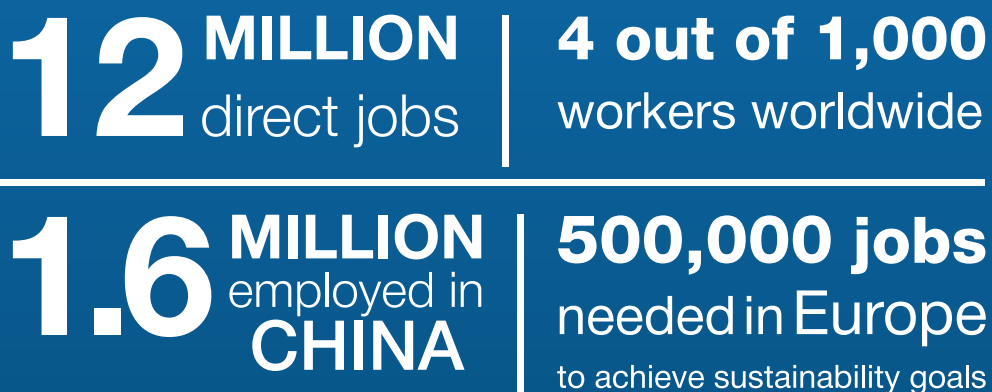 12 MILLION
direct jobs
4 out of 1,000
workers worldwide
1.6 MILLION
employed in
CHINA
500,000 jobs
needed in Europe
to achieve sustainability goals